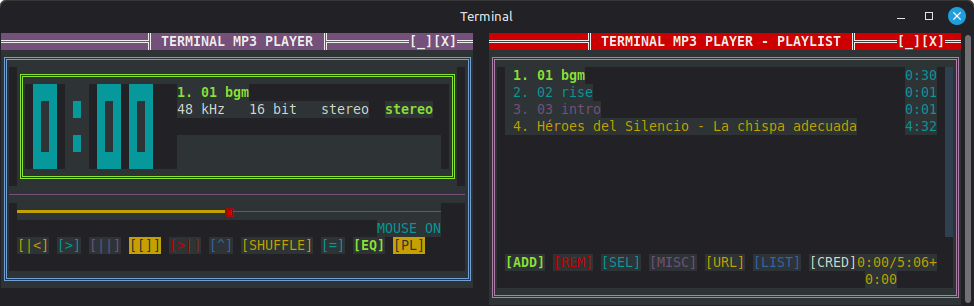 Terminal
TERMINAL MP3 PLAYER [_][X]
0:00
1. 01 bgm
48 kHz 16 bit stereo stereo
MOUSE ON
[|<] [>] [||] [[]] [>|] [^] [SHUFFLE] [=] [EQ] [PL]
TERMINAL MP3 PLAYER - PLAYLIST [_][X]
1. 01 bgm 0:30
2. 02 rise 0:01
3. 03 intro 0:01
4. Héroes del Silencio - La chispa adecuada 4:32
[ADD] [REM] [SEL] [MISC] [URL] [LIST] [CRED]0:00/5:06+
0:00